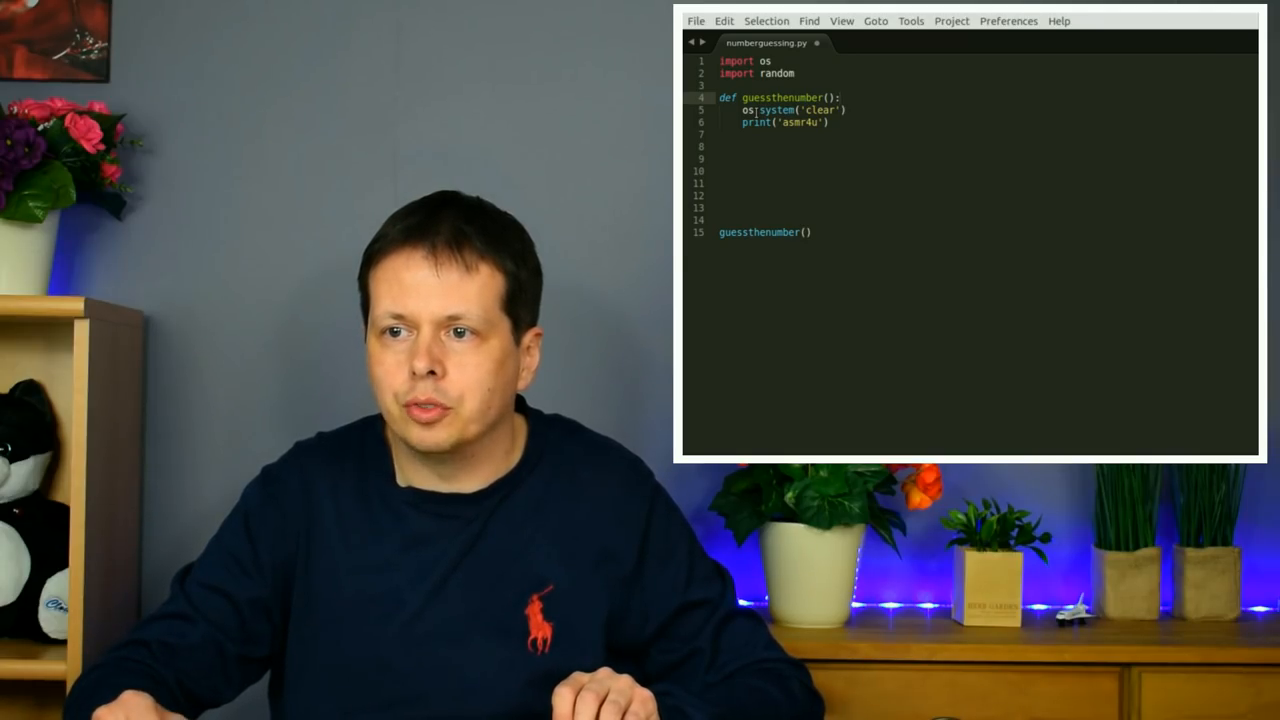 File Edit Selection Find View Goto Tools Project Preferences Help
numberguessing.py
1 import os
2 import random
3
4 def guessthenumber():
5 os.system('clear')
6 print('asmr4u')
7
8
9
10
11
12
13
14
15 guessthenumber()
HERB GARDEN